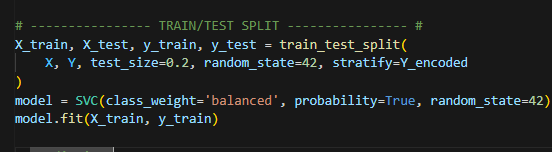 # ---------------- TRAIN/TEST SPLIT ---------------- #
X_train, X_test, y_train, y_test = train_test_split(
    X, Y, test_size=0.2, random_state=42, stratify=Y_encoded
)
model = SVC(class_weight='balanced', probability=True, random_state=42)
model.fit(X_train, y_train)